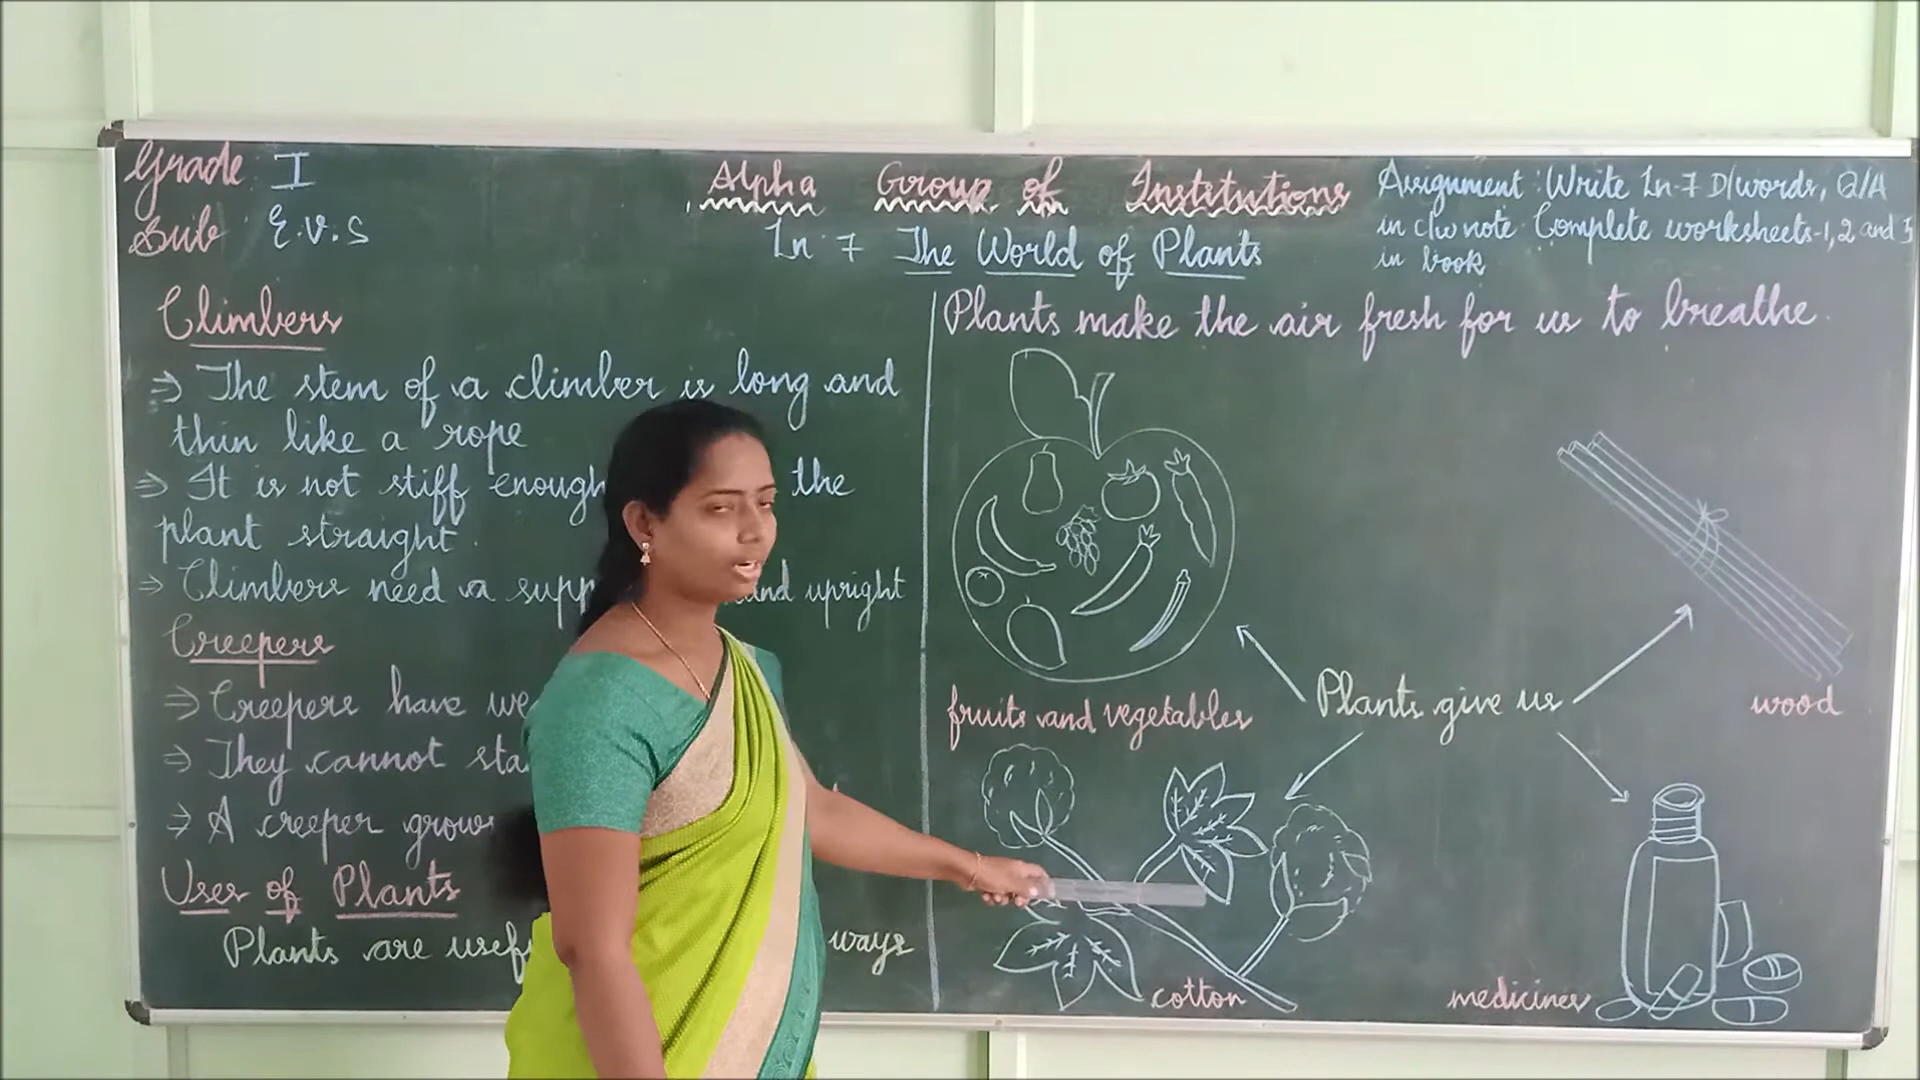 Grade : I
Sub : E.V.S
Alpha Group of Institutions
Ln : 7 The World of Plants
Assignment : Write Ln-7 D/words, Q/A
in c/w note. Complete worksheets-1, 2 and 3
in book
Climbers
⇒ The stem of a climber is long and
thin like a rope
⇒ It is not stiff enough the
plant straight.
⇒ Climbers need a upright
Creepers
⇒ Creepers have
⇒ They cannot
⇒ A creeper
Uses of Plants
Plants are ways
Plants make the air fresh for us to breathe.
Plants give us
fruits and vegetables
wood
cotton
medicines